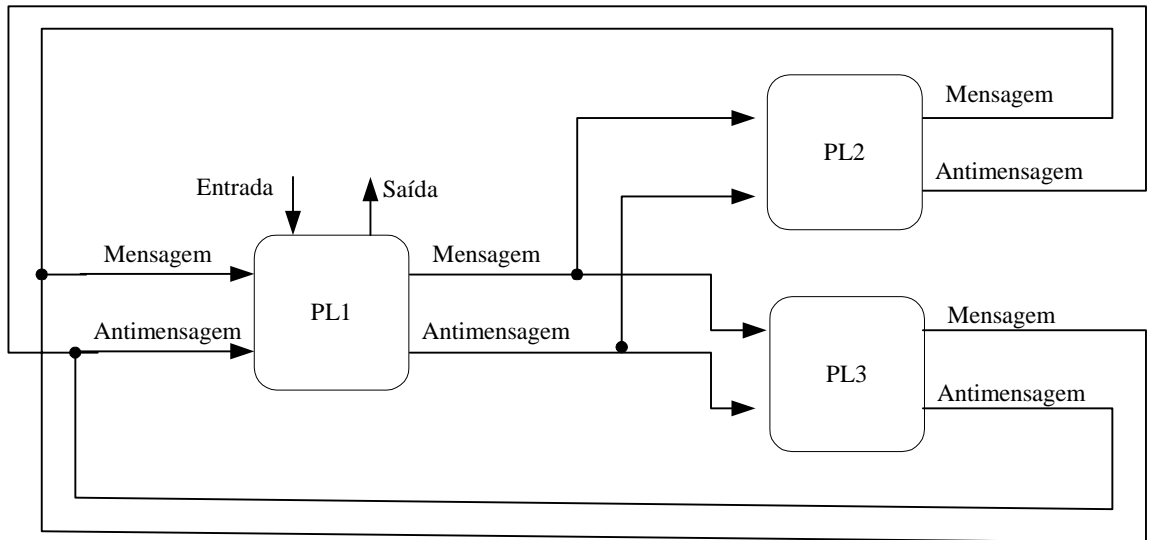 Mensagem
PL2
Antimensagem
Entrada
Saída
Mensagem
Mensagem
PL1
Antimensagem
Antimensagem
Mensagem
PL3
Antimensagem